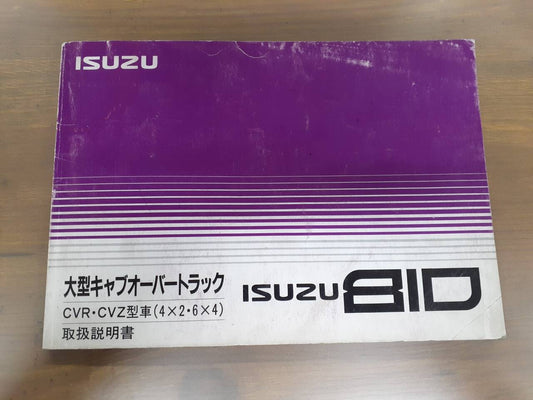 ISUZU
大型キャブオーバートラック
CVR・CVZ型車(4×2・6×4)
取扱説明書
ISUZU 810